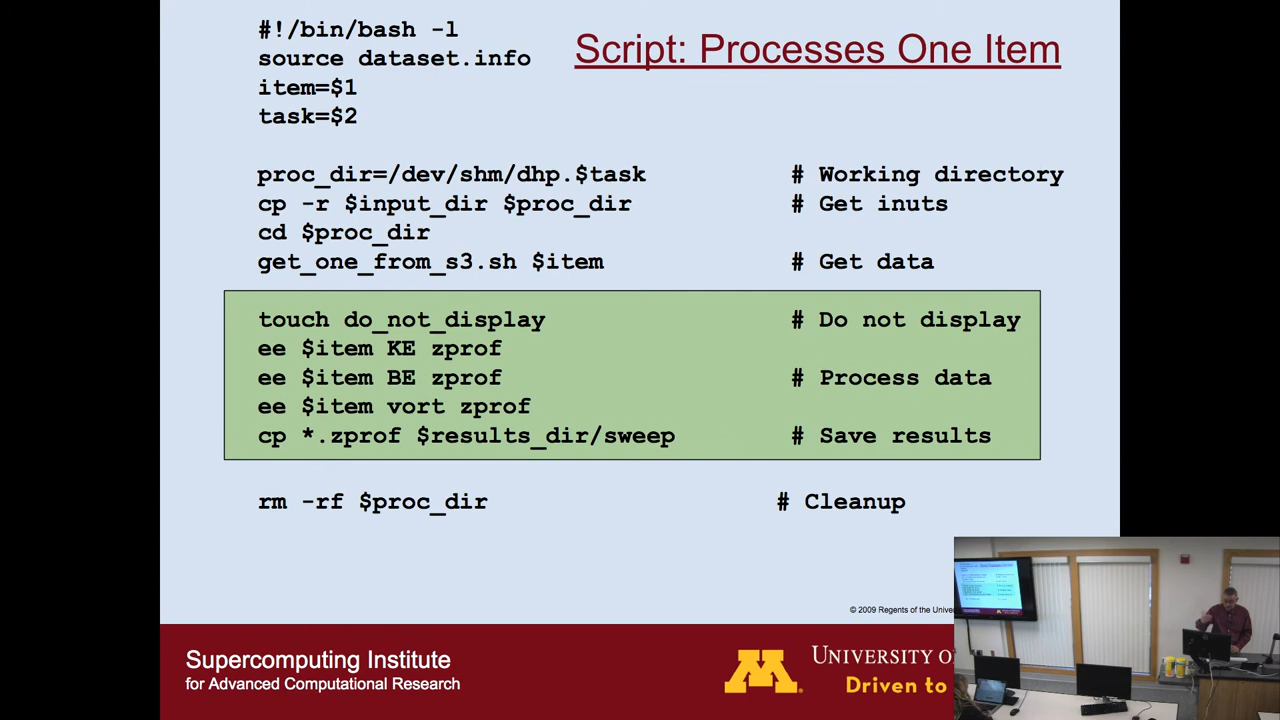 #!/bin/bash -l
source dataset.info
item=$1
task=$2
Script: Processes One Item
proc_dir=/dev/shm/dhp.$task # Working directory
cp -r $input_dir $proc_dir # Get inuts
cd $proc_dir
get_one_from_s3.sh $item # Get data
touch do_not_display # Do not display
ee $item KE zprof
ee $item BE zprof # Process data
ee $item vort zprof
cp *.zprof $results_dir/sweep # Save results
rm -rf $proc_dir # Cleanup
© 2009 Regents of the
Supercomputing Institute
for Advanced Computational Research
M
UNIVERSITY
Driven to